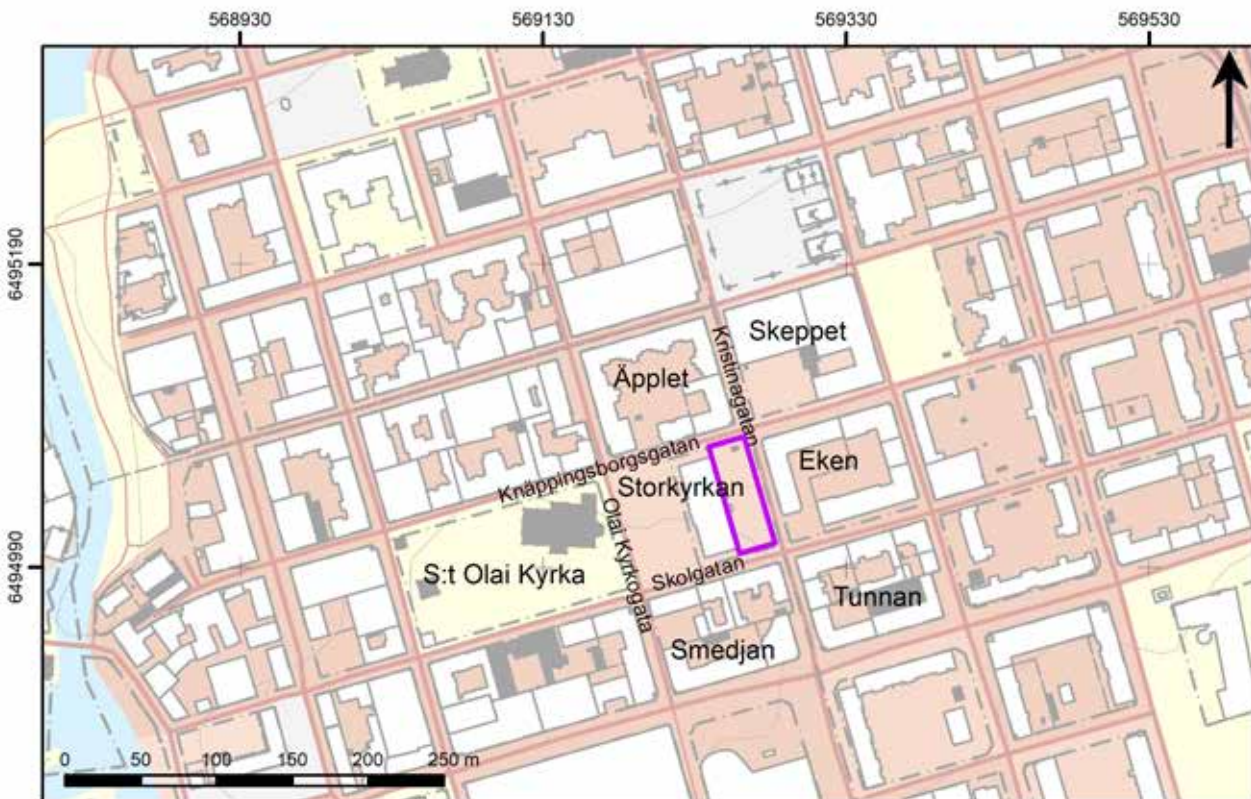 568930
569130
569330
569530
6495190
6494990
Skeppet
Kristinagatan
Äpplet
Knäppingsborgsgatan
Eken
Storkyrkan
Olai Kyrkogata
S:t Olai Kyrka
Skolgatan
Tunnan
Smedjan
0 50 100 150 200 250 m